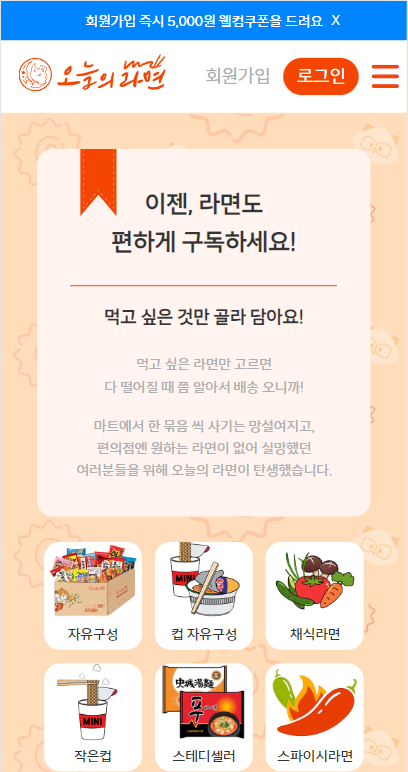 회원가입 즉시 5,000원 웰컴쿠폰을 드려요 X
오늘의 라면
회원가입
로그인
이젠, 라면도
편하게 구독하세요!
먹고 싶은 것만 골라 담아요!
먹고 싶은 라면만 고르면
다 떨어질 때 쯤 알아서 배송 오니까!
마트에서 한 묶음 씩 사기는 망설여지고,
편의점엔 원하는 라면이 없어 실망했던
여러분들을 위해 오늘의 라면이 탄생했습니다.
자유구성
MINI
컵 자유구성
채식라면
MINI
작은컵
스테디셀러
스파이시라면